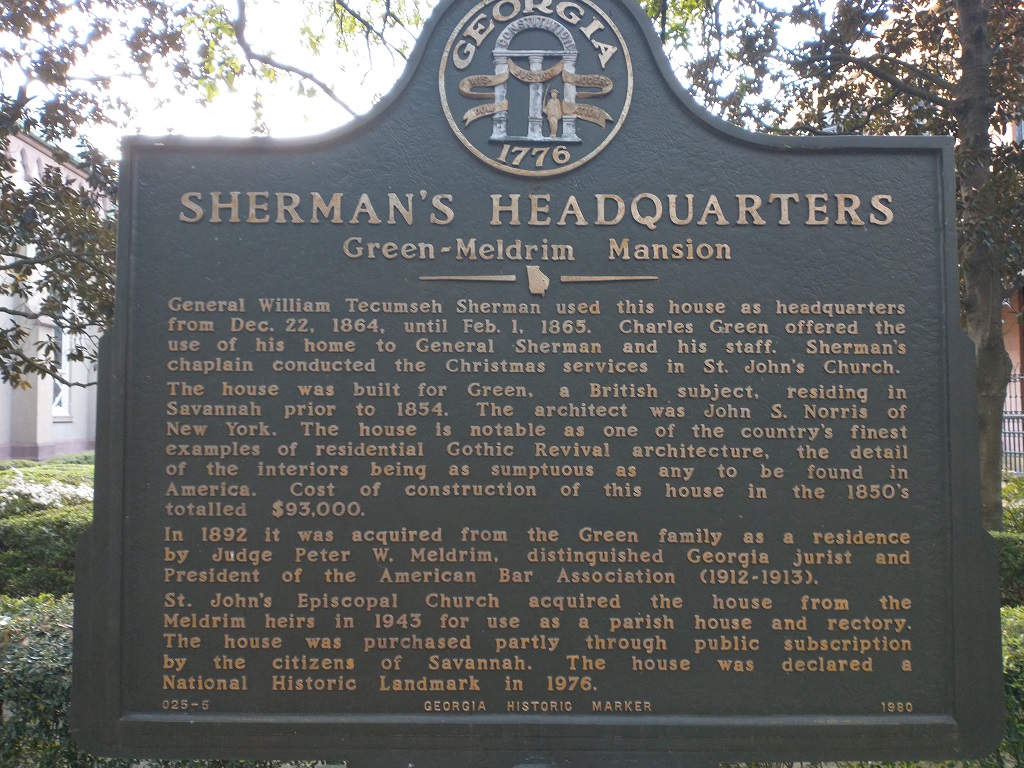 GEORGIA
1776
SHERMAN'S HEADQUARTERS
Green-Meldrim Mansion
General William Tecumseh Sherman used this house as headquarters
from Dec. 22, 1864, until Feb. 1, 1865. Charles Green offered the
use of his home to General Sherman and his staff. Sherman's
chaplain conducted the Christmas services in St. John's Church.
The house was built for Green, a British subject, residing in
Savannah prior to 1854. The architect was John S. Norris of
New York. The house is notable as one of the country's finest
examples of residential Gothic Revival architecture, the detail
of the interiors being as sumptuous as any to be found in
America. Cost of construction of this house in the 1850's
totalled $93,000.
In 1892 it was acquired from the Green family as a residence
by Judge Peter W. Meldrim, distinguished Georgia jurist and
President of the American Bar Association (1912-1913).
St. John's Episcopal Church acquired the house from the
Meldrim heirs in 1943 for use as a parish house and rectory.
The house was purchased partly through public subscription
by the citizens of Savannah. The house was declared a
National Historic Landmark in 1976.
025-5 GEORGIA HISTORIC MARKER 1980